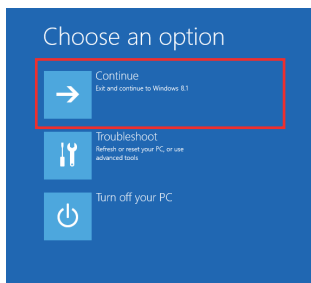 Choose an option
Continue
Exit and continue to Windows 8.1
Troubleshoot
Refresh or reset your PC, or use
advanced tools
Turn off your PC